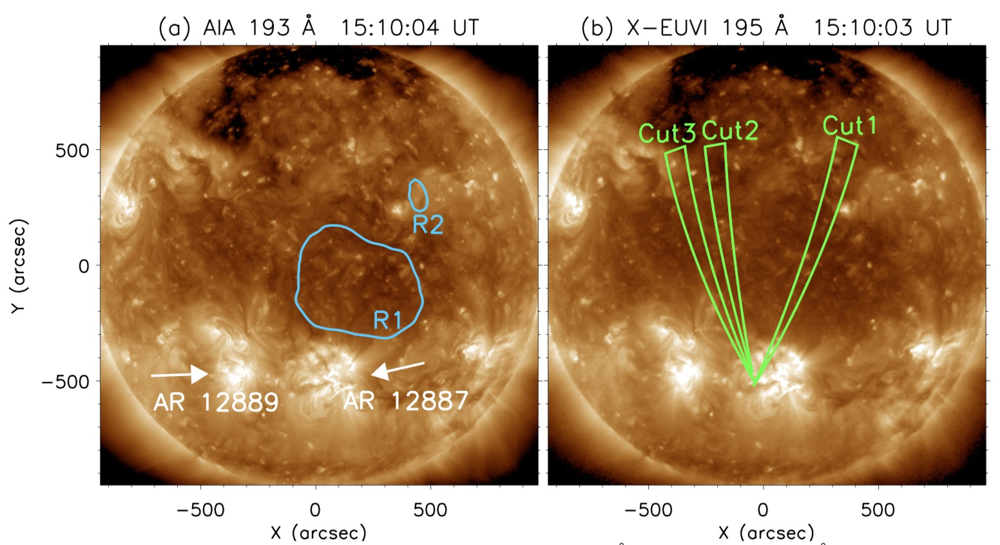 (a) AIA 193 Å 15:10:04 UT
(b) X-EUVI 195 Å 15:10:03 UT
Cut3 Cut2 Cut1
500
R2
Y (arcsec)
0
R1
-500
AR 12889
AR 12887
-500 0 500
-500 0 500
X (arcsec)
X (arcsec)